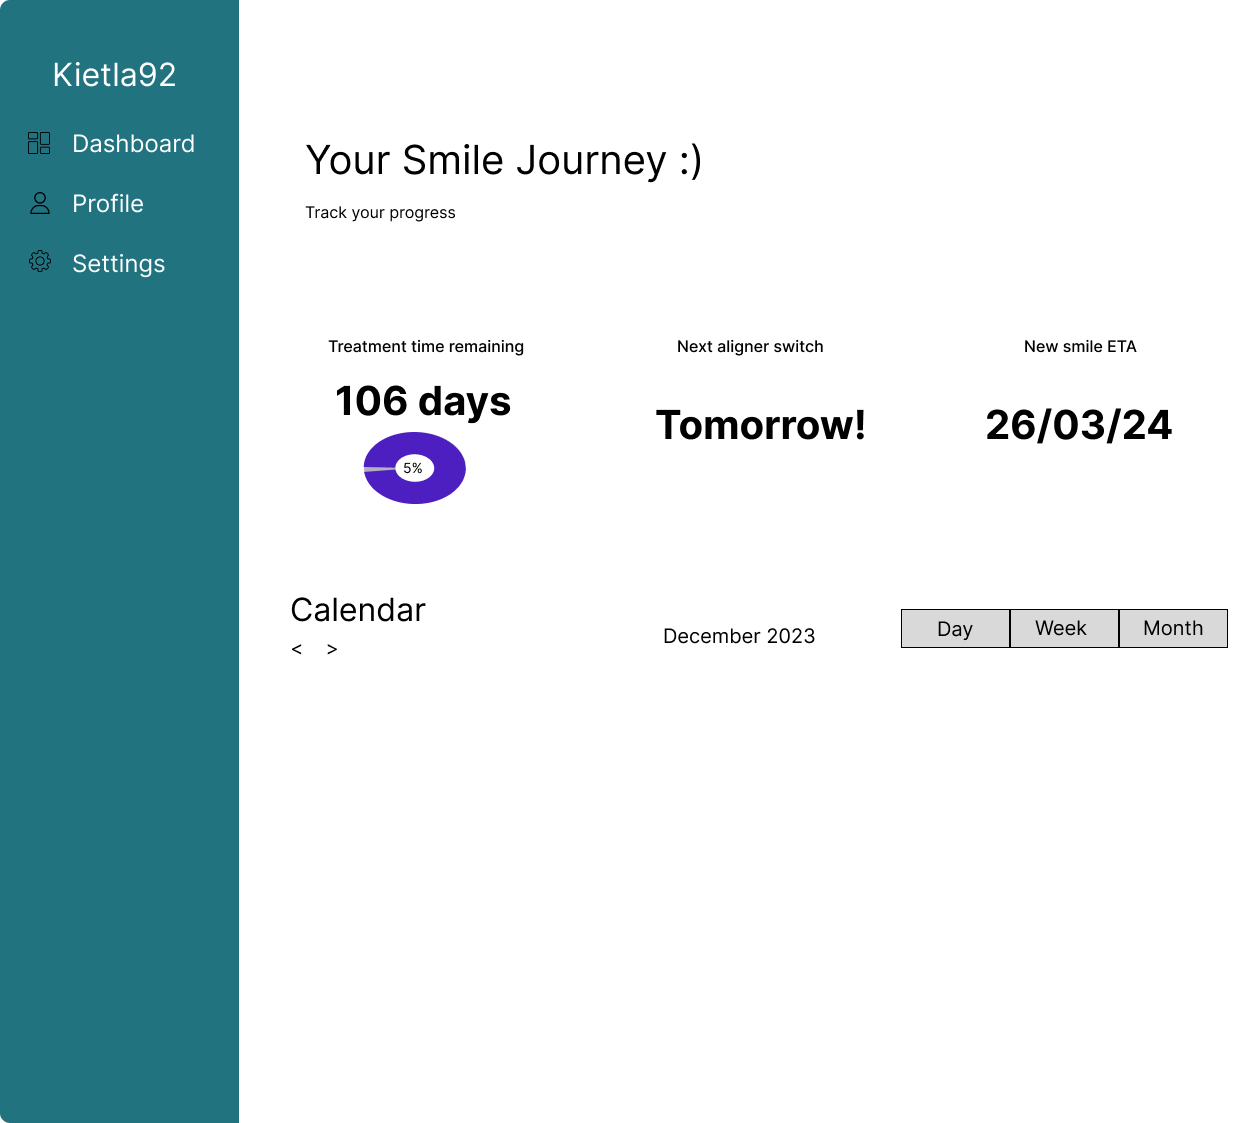 Kietla92
Dashboard
Profile
Settings
Your Smile Journey :)
Track your progress
Treatment time remaining
106 days
5%
Next aligner switch
Tomorrow!
New smile ETA
26/03/24
Calendar
< >
December 2023
Day
Week
Month